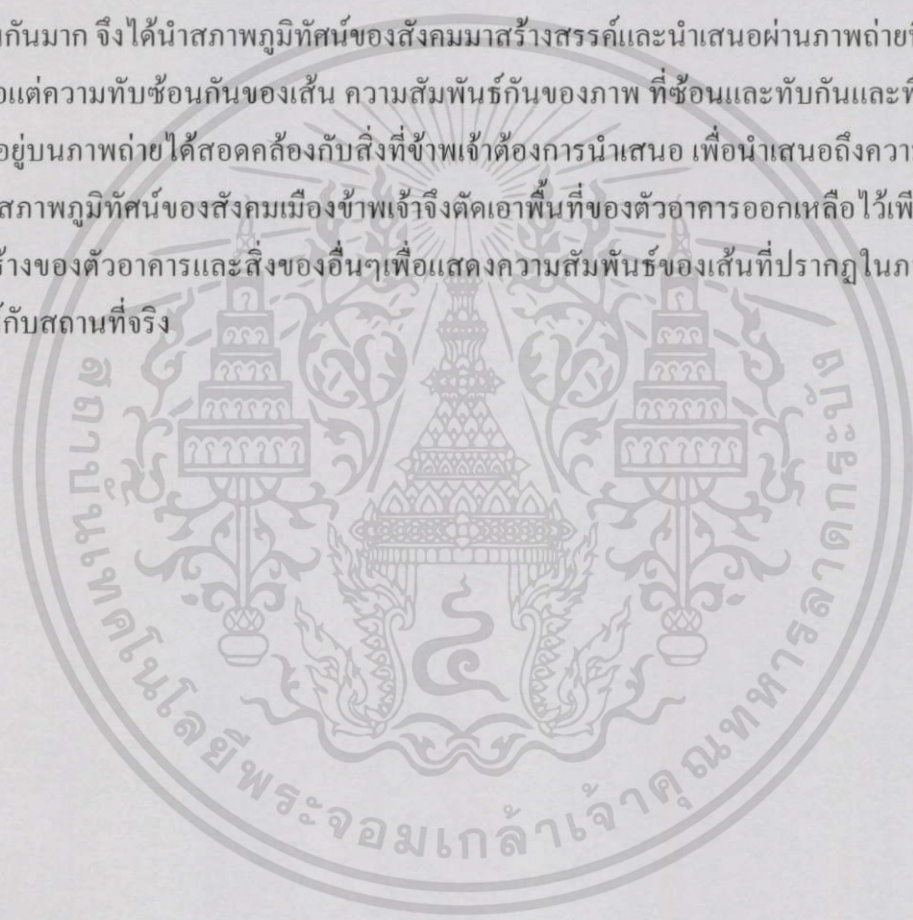 กันมาก จึงได้นำสภาพภูมิทัศน์ของสังคมมาสร้างสรรค์และนำเสนอผ่านภาพถ่าย
แต่ความทับซ้อนกันของเส้น ความสัมพันธ์กันของภาพ ที่ซ้อนและทับกันและ
อยู่บนภาพถ่ายได้สอดคล้องกับสิ่งที่ข้าพเจ้าต้องการนำเสนอ เพื่อนำเสนอถึง
สภาพภูมิทัศน์ของสังคมเมืองข้าพเจ้าจึงตัดเอาพื้นที่ของตัวอาคารออกเหลือไว้
ของตัวอาคารและสิ่งของอื่นๆเพื่อแสดงความสัมพันธ์ของเส้นที่ปรากฏใน
กับสถานที่จริง
สถาบันเทคโนโลยีพระจอมเกล้าเจ้าคุณทหารลาดกระบัง
๔